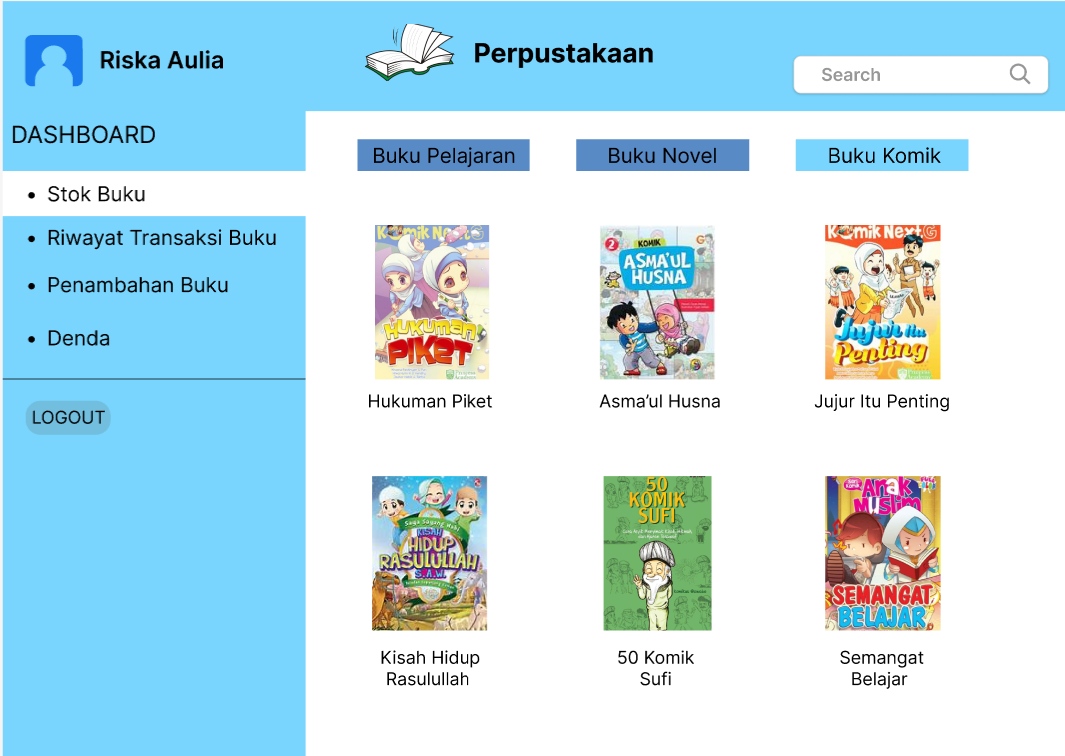 Riska Aulia
Perpustakaan
Search
DASHBOARD
• Stok Buku
• Riwayat Transaksi Buku
• Penambahan Buku
• Denda
LOGOUT
Buku Pelajaran
Buku Novel
Buku Komik
Komik Next G
HUKUMAN
PIKET
Hukuman Piket
2
KOMIK
ASMA'UL
HUSNA
Asma’ul Husna
Komik Next G
Jujur Itu
Penting
Jujur Itu Penting
KISAH
HIDUP
RASULULLAH
S.A.W.
Kisah Hidup
Rasulullah
50
KOMIK
SUFI
50 Komik
Sufi
Anak
Muslim
SEMANGAT
BELAJAR
Semangat
Belajar